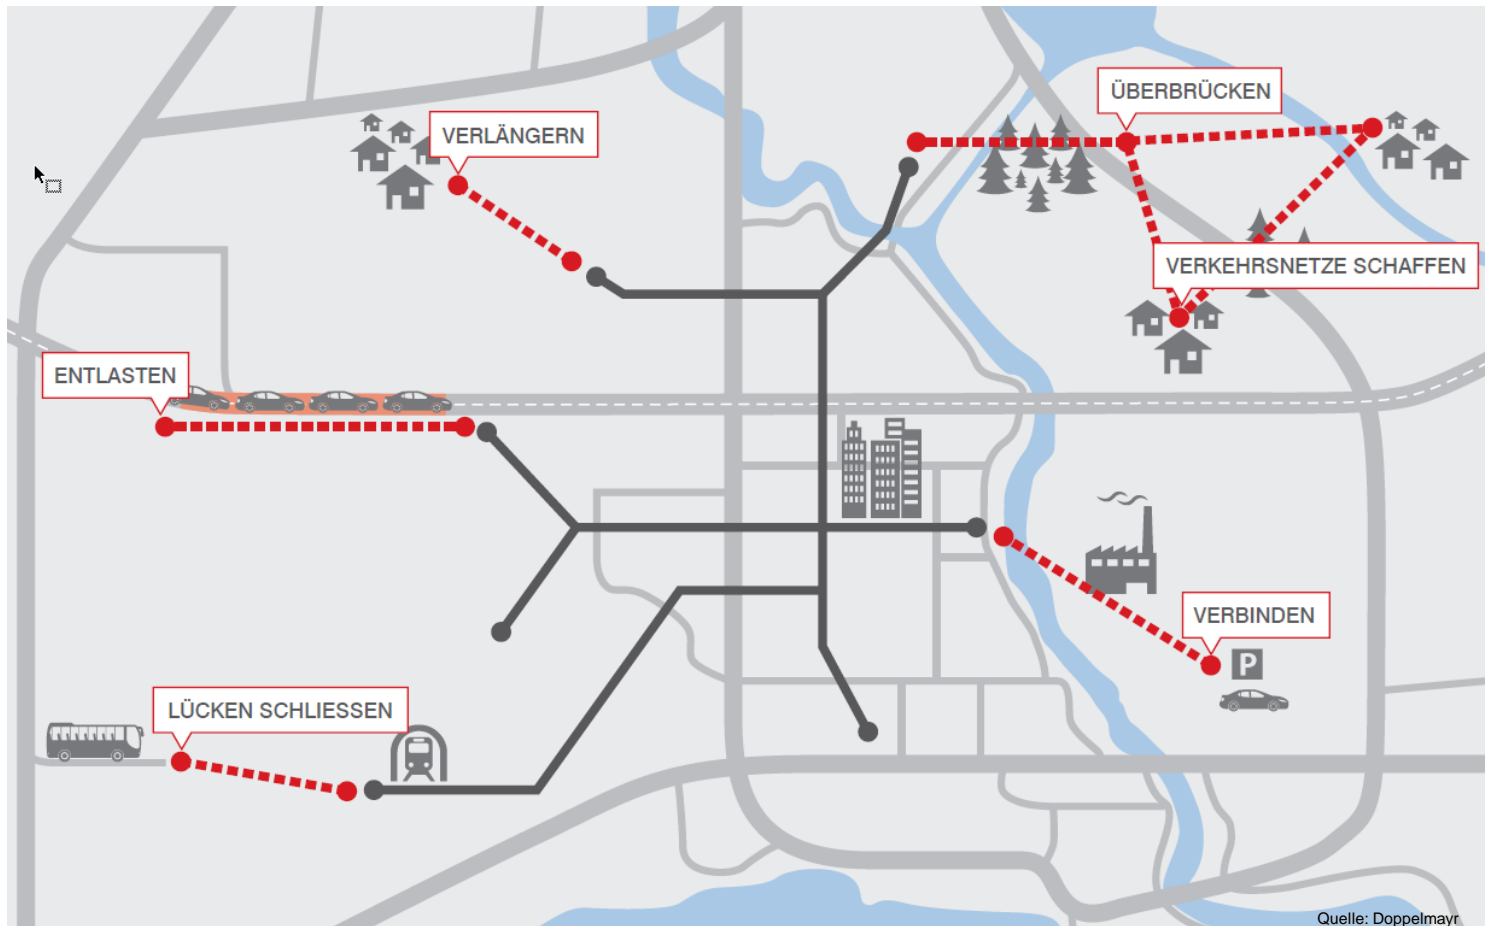 ÜBERBRÜCKEN
VERLÄNGERN
VERKEHRSNETZE SCHAFFEN
ENTLASTEN
VERBINDEN
P
LÜCKEN SCHLIESSEN
Quelle: Doppelmayr